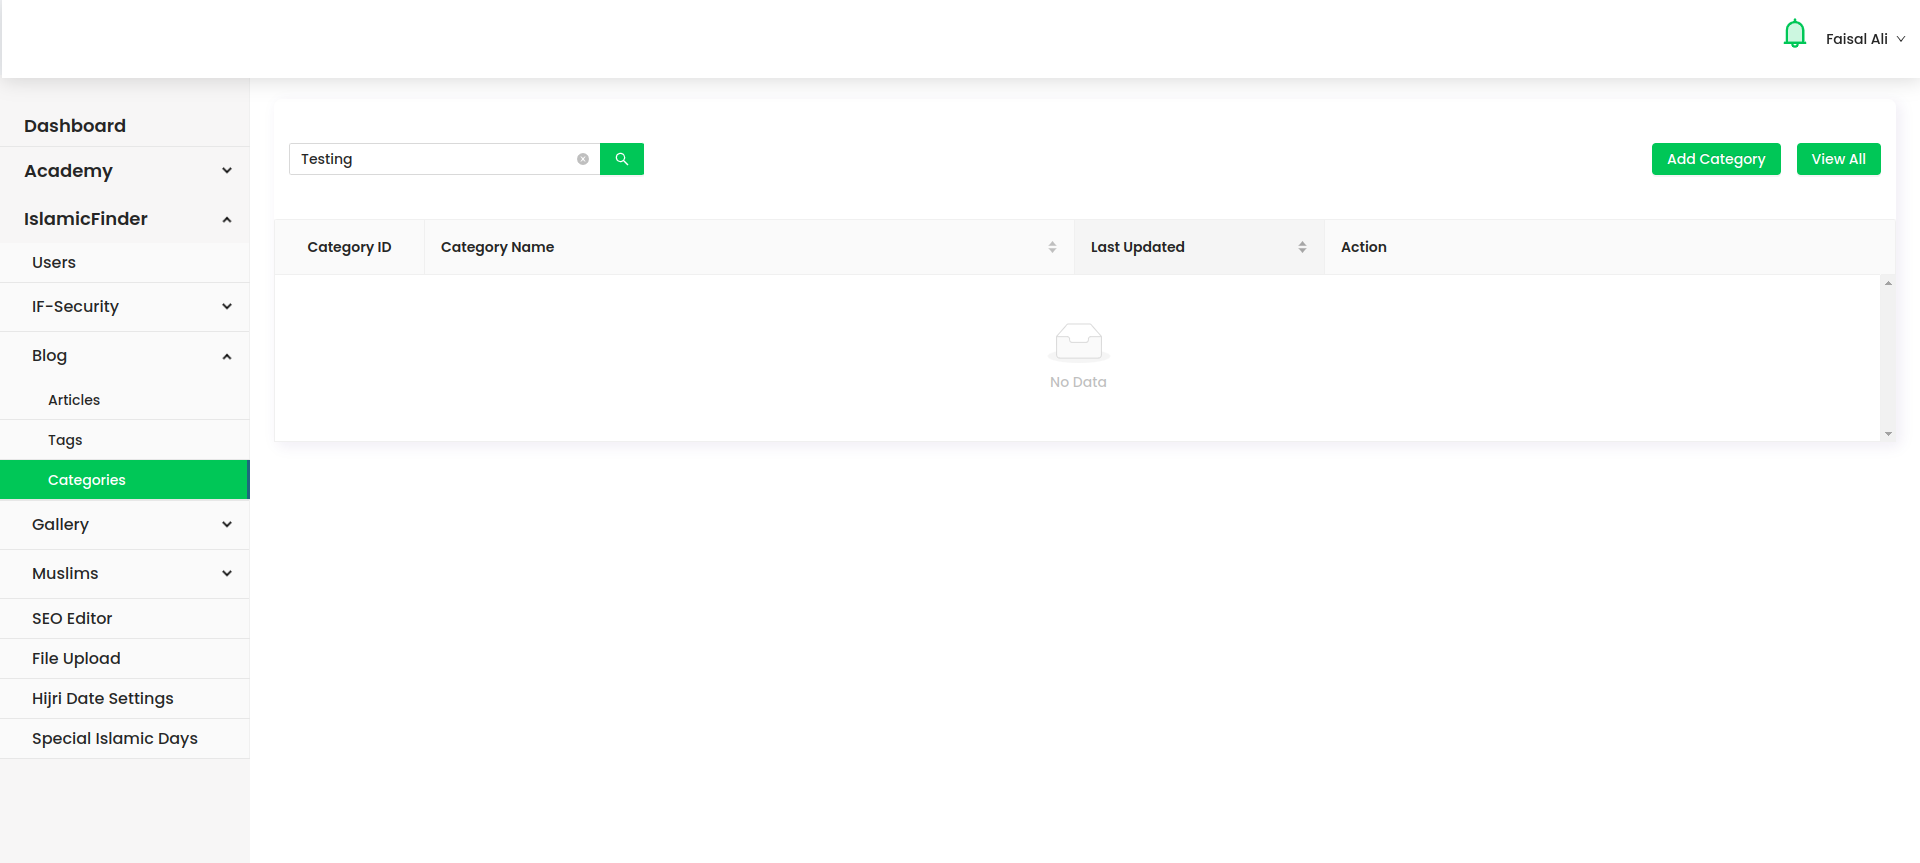 Faisal Ali
Dashboard
Academy
IslamicFinder
Users
IF-Security
Blog
Articles
Tags
Categories
Gallery
Muslims
SEO Editor
File Upload
Hijri Date Settings
Special Islamic Days
Testing
Add Category View All
Category ID Category Name Last Updated Action
No Data